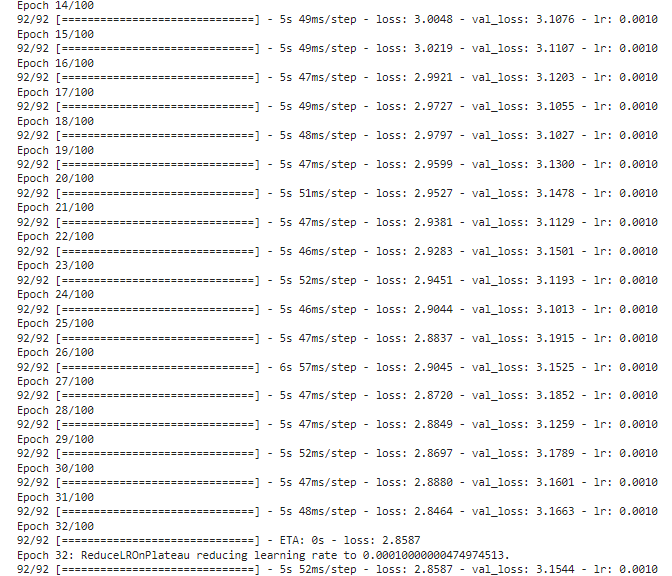 Epoch 14/100
92/92 [==============================] - 5s 49ms/step - loss: 3.0048 - val_loss: 3.1076 - lr: 0.0010
Epoch 15/100
92/92 [==============================] - 5s 49ms/step - loss: 3.0219 - val_loss: 3.1107 - lr: 0.0010
Epoch 16/100
92/92 [==============================] - 5s 47ms/step - loss: 2.9921 - val_loss: 3.1203 - lr: 0.0010
Epoch 17/100
92/92 [==============================] - 5s 49ms/step - loss: 2.9727 - val_loss: 3.1055 - lr: 0.0010
Epoch 18/100
92/92 [==============================] - 5s 48ms/step - loss: 2.9797 - val_loss: 3.1027 - lr: 0.0010
Epoch 19/100
92/92 [==============================] - 5s 47ms/step - loss: 2.9599 - val_loss: 3.1300 - lr: 0.0010
Epoch 20/100
92/92 [==============================] - 5s 51ms/step - loss: 2.9527 - val_loss: 3.1478 - lr: 0.0010
Epoch 21/100
92/92 [==============================] - 5s 47ms/step - loss: 2.9381 - val_loss: 3.1129 - lr: 0.0010
Epoch 22/100
92/92 [==============================] - 5s 46ms/step - loss: 2.9283 - val_loss: 3.1501 - lr: 0.0010
Epoch 23/100
92/92 [==============================] - 5s 52ms/step - loss: 2.9451 - val_loss: 3.1193 - lr: 0.0010
Epoch 24/100
92/92 [==============================] - 5s 46ms/step - loss: 2.9044 - val_loss: 3.1013 - lr: 0.0010
Epoch 25/100
92/92 [==============================] - 5s 47ms/step - loss: 2.8837 - val_loss: 3.1915 - lr: 0.0010
Epoch 26/100
92/92 [==============================] - 6s 57ms/step - loss: 2.9045 - val_loss: 3.1525 - lr: 0.0010
Epoch 27/100
92/92 [==============================] - 5s 47ms/step - loss: 2.8720 - val_loss: 3.1852 - lr: 0.0010
Epoch 28/100
92/92 [==============================] - 5s 47ms/step - loss: 2.8849 - val_loss: 3.1259 - lr: 0.0010
Epoch 29/100
92/92 [==============================] - 5s 52ms/step - loss: 2.8697 - val_loss: 3.1789 - lr: 0.0010
Epoch 30/100
92/92 [==============================] - 5s 47ms/step - loss: 2.8880 - val_loss: 3.1601 - lr: 0.0010
Epoch 31/100
92/92 [==============================] - 5s 48ms/step - loss: 2.8464 - val_loss: 3.1663 - lr: 0.0010
Epoch 32/100
92/92 [==============================] - ETA: 0s - loss: 2.8587
Epoch 32: ReduceLROnPlateau reducing learning rate to 0.00010000000474974513.
92/92 [==============================] - 5s 52ms/step - loss: 2.8587 - val_loss: 3.1544 - lr: 0.0010